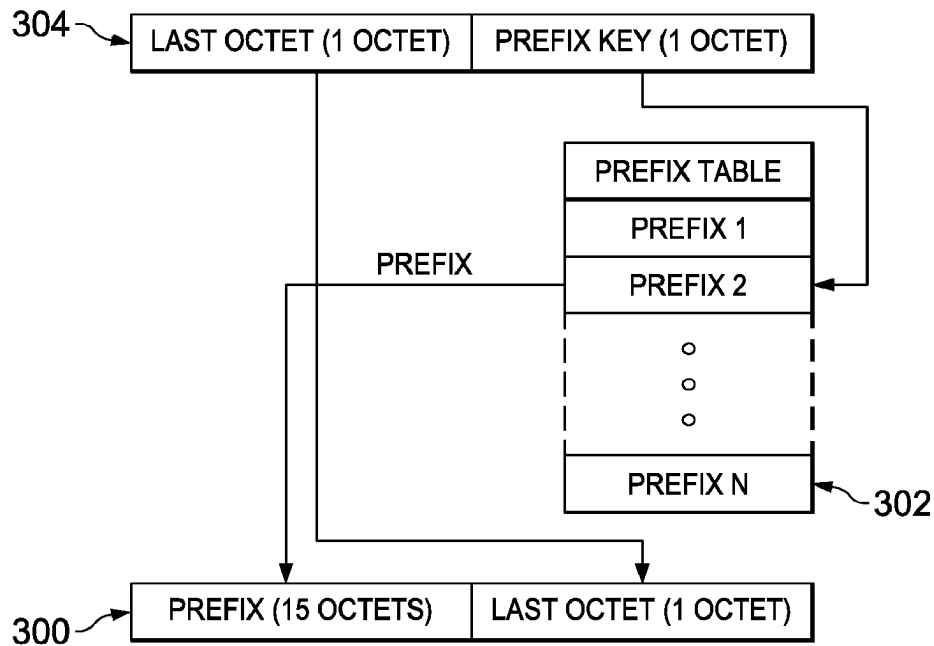 304
LAST OCTET (1 OCTET) PREFIX KEY (1 OCTET)
PREFIX TABLE
PREFIX 1
PREFIX
PREFIX 2
PREFIX N
302
PREFIX (15 OCTETS) LAST OCTET (1 OCTET)
300